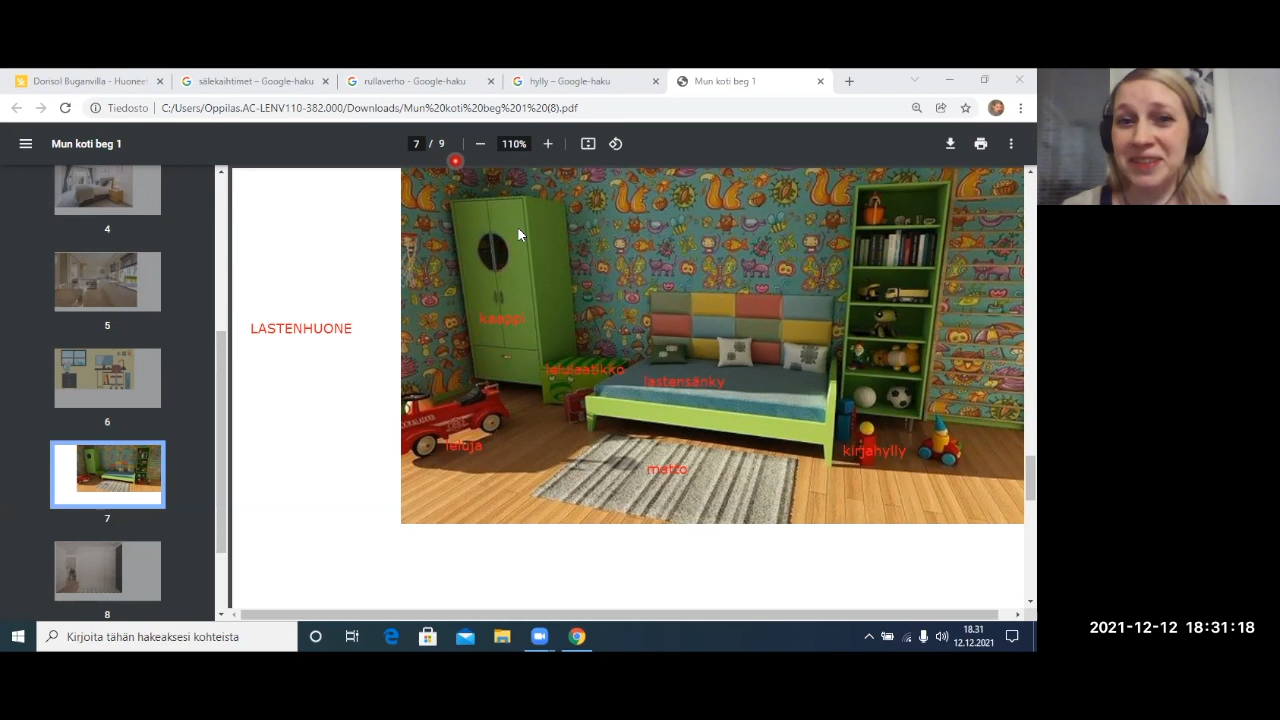 Dorisol Buganvilla - Huonee
sälekaihtimet – Google-haku
rullaverho - Google-haku
hylly – Google-haku
Mun koti beg 1
Tiedosto
C:/Users/Oppilas.AC-LENV110-382.000/Downloads/Mun%20koti%20beg%201%20(8).pdf
Mun koti beg 1
7 / 9
110%
4
5
6
7
8
LASTENHUONE
kaappi
lelulaatikko
lastensänky
leluja
kirjahylly
matto
Kirjoita tähän hakeaksesi kohteista
18.31
12.12.2021
2021-12-12 18:31:18